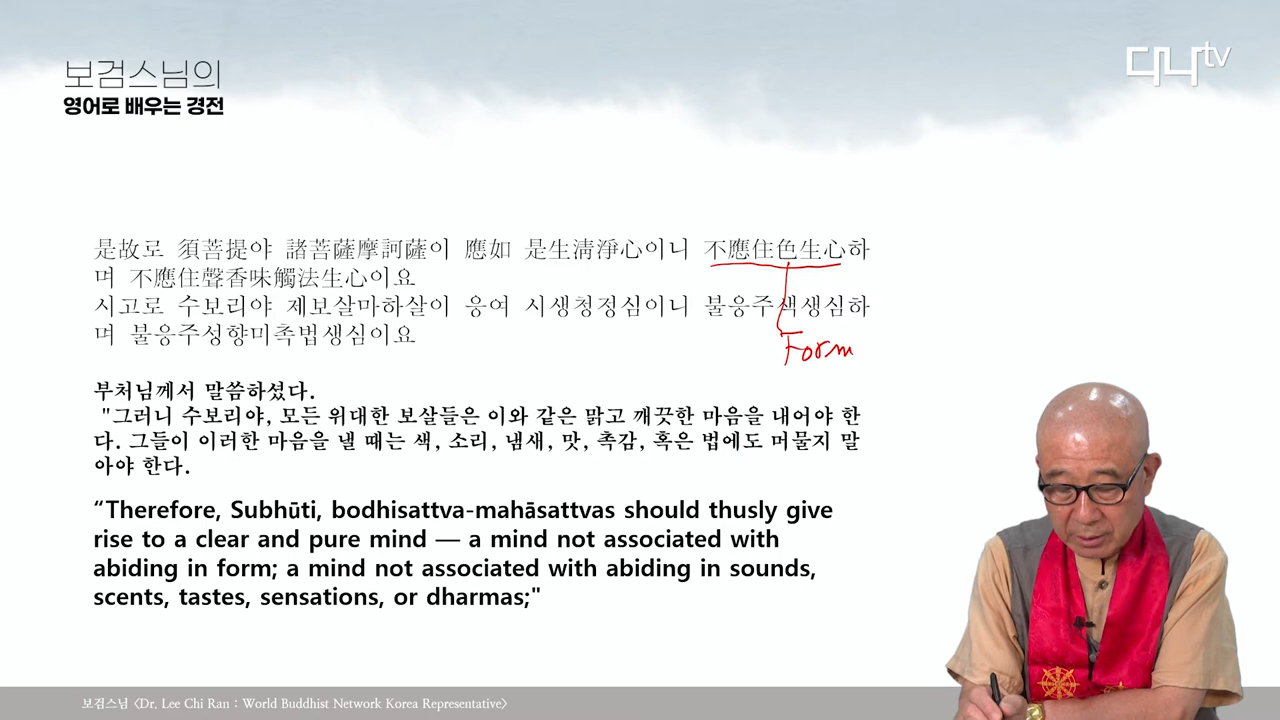 보검스님의
영어로 배우는 경전
다나tv
是故로 須菩提야 諸菩薩摩訶薩이 應如 是生淸淨心이니 不應住色生心하
며 不應住聲香味觸法生心이요
시고로 수보리야 제보살마하살이 응여 시생청정심이니 불응주색생심하
며 불응주성향미촉법생심이요
Form
부처님께서 말씀하셨다.
"그러니 수보리야, 모든 위대한 보살들은 이와 같은 맑고 깨끗한 마음을 내어야 한
다. 그들이 이러한 마음을 낼 때는 색, 소리, 냄새, 맛, 촉감, 혹은 법에도 머물지 말
아야 한다.
“Therefore, Subhūti, bodhisattva-mahāsattvas should thusly give
rise to a clear and pure mind — a mind not associated with
abiding in form; a mind not associated with abiding in sounds,
scents, tastes, sensations, or dharmas;"
보검스님 <Dr. Lee Chi Ran : World Buddhist Network Korea Representative>